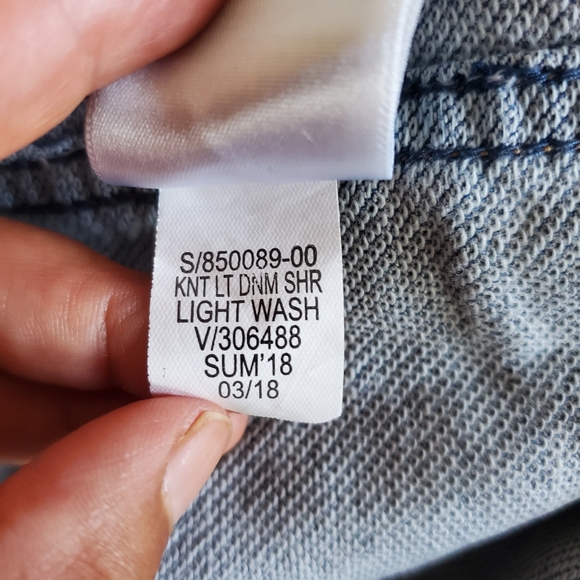 S/850089-00
KNT LT DNM SHR
LIGHT WASH
V/306488
SUM'18
03/18